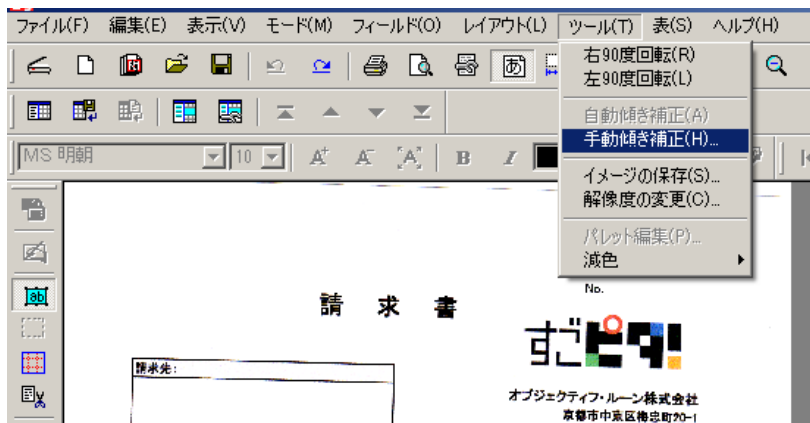 ファイル(F) 編集(E) 表示(V) モード(M) フィールド(O) レイアウト(L) ツール(T) 表(S) ヘルプ(H)
右90度回転(R)
左90度回転(L)
自動傾き補正(A)
手動傾き補正(H)...
イメージの保存(S)...
解像度の変更(C)...
パレット編集(P)...
減色
あ
MS 明朝 10 A A A B I
ab
No.
請 求 書
すごピタ!
請求先:
オブジェクティフ・ルーン株式会社
京都市中京区梅忠町20-1